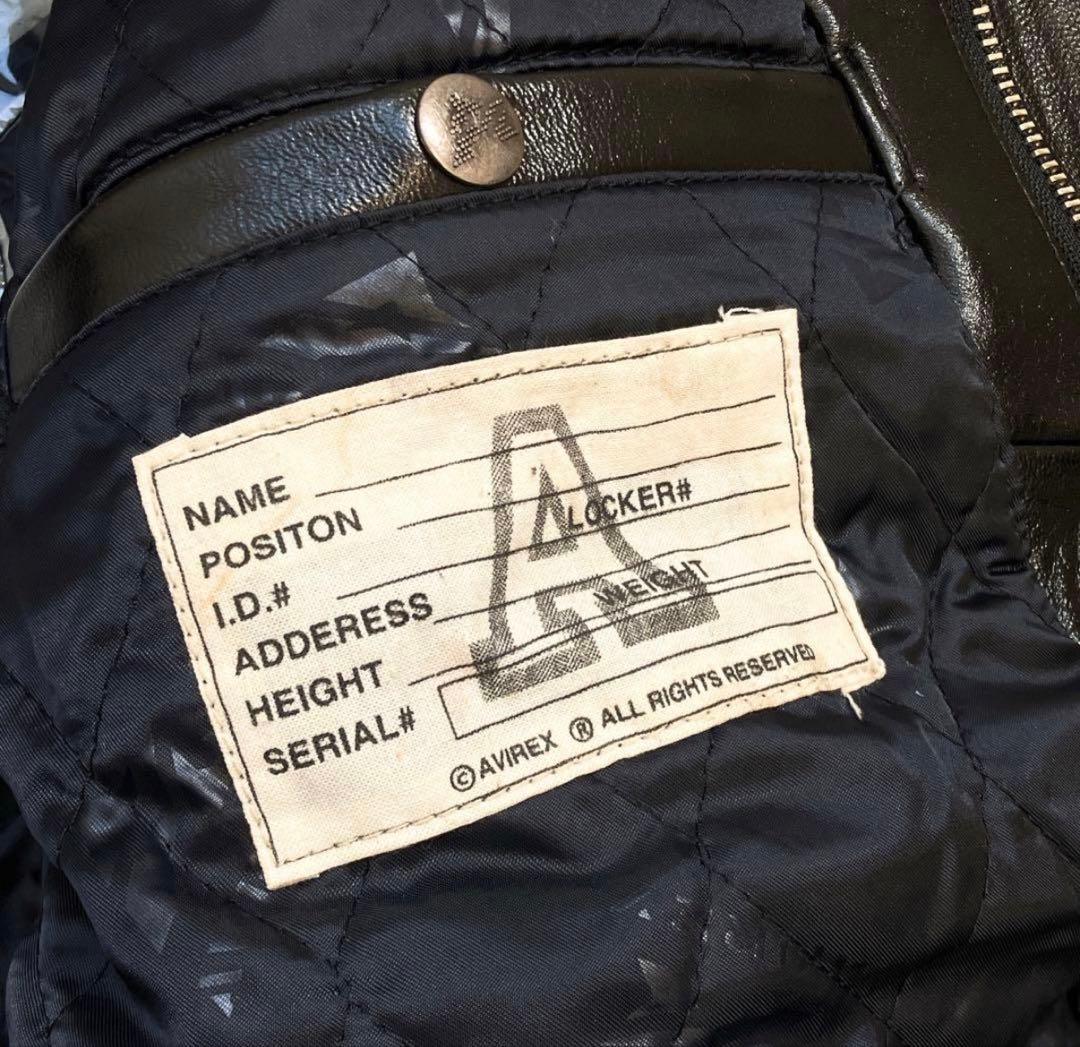 NAME
POSITON
I.D.# LOCKER#
ADDERESS
HEIGHT WEIGHT
SERIAL#
©AVIREX ® ALL RIGHTS RESERVED
A